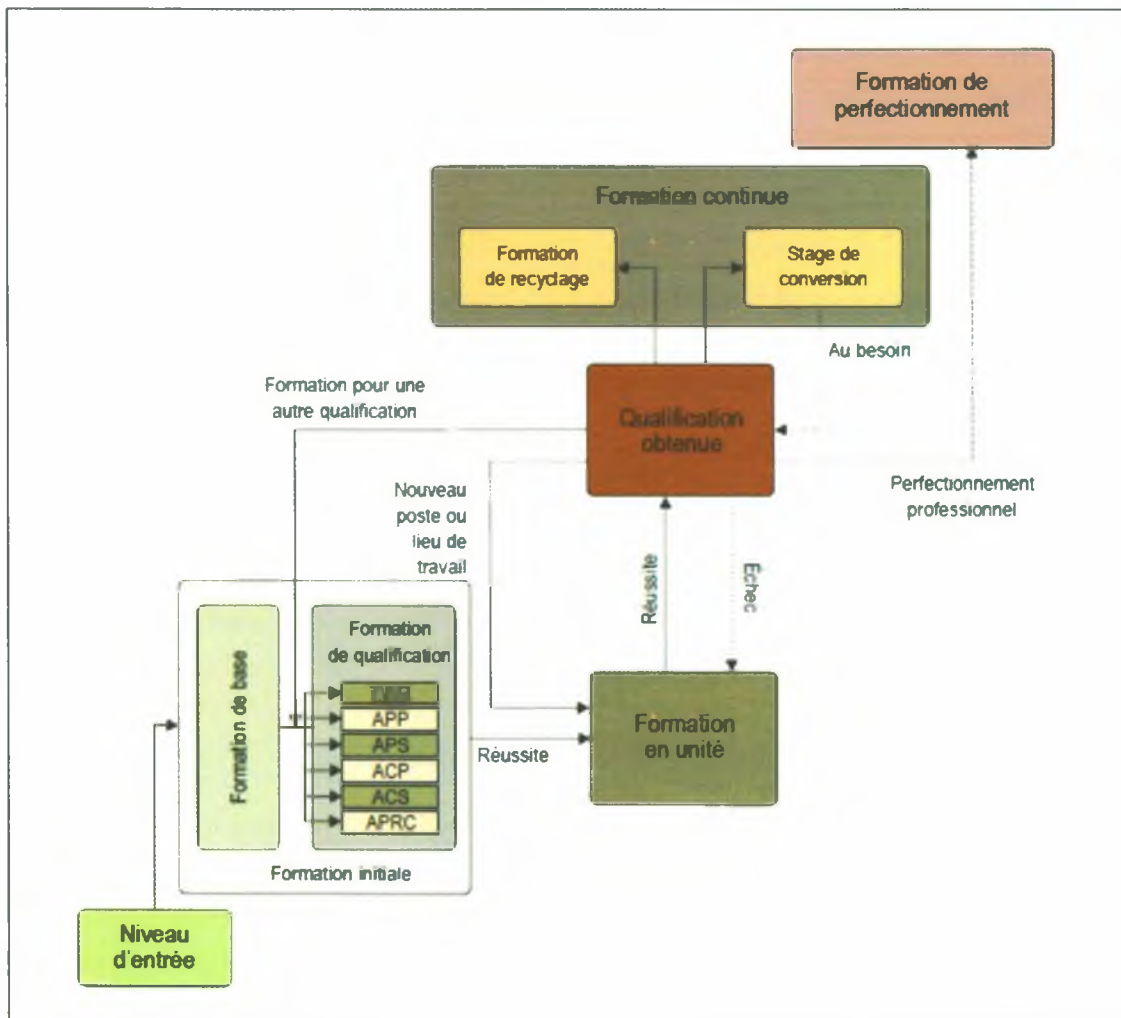 Formation de
perfectionnement
Formation continue
Formation
de recyclage
Stage de
conversion
Au besoin
Formation pour une
autre qualification
Qualification
obtenue
Nouveau
poste ou
lieu de
travail
Perfectionnement
professionnel
Réussite
Échec
Formation de base
Formation
de qualification
APP
APS
ACP
ACS
APRC
Réussite
Formation
en unité
Formation initiale
Niveau
d'entrée